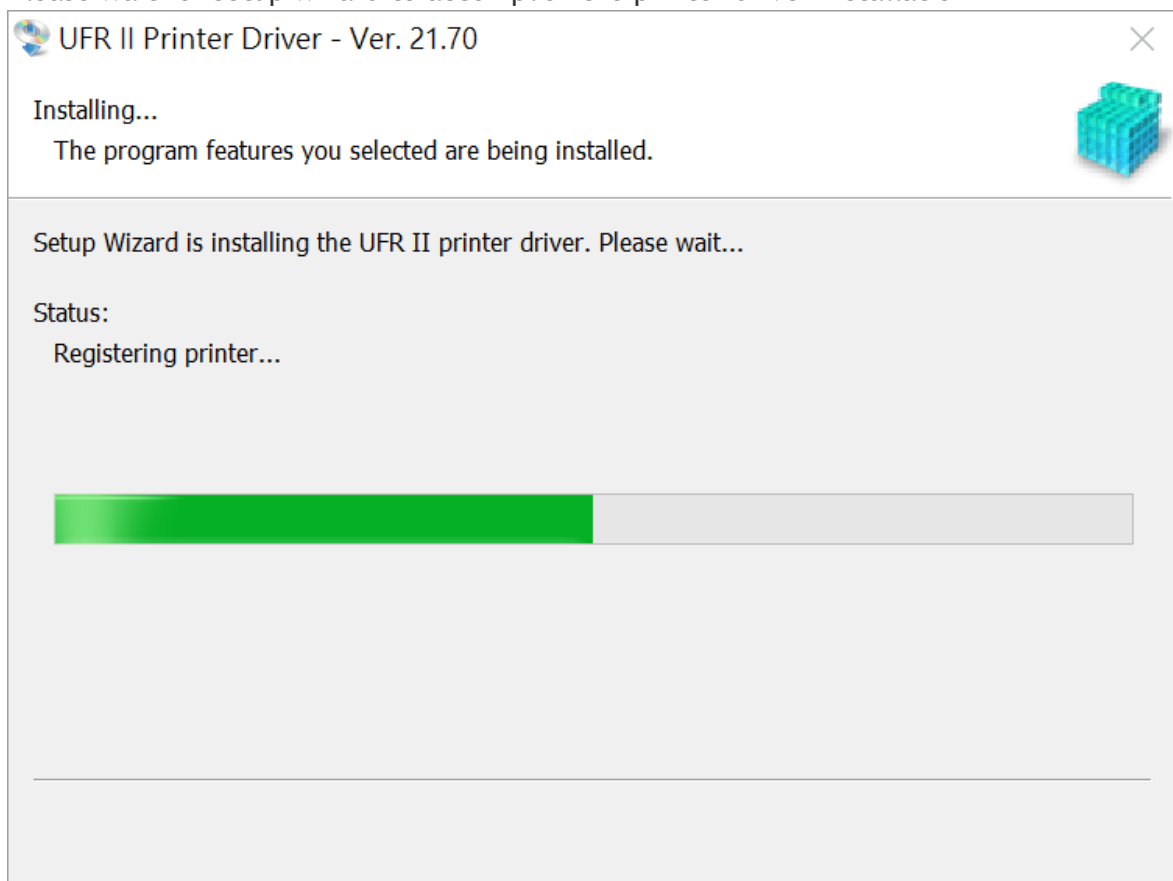 UFR II Printer Driver - Ver. 21.70
Installing...
The program features you selected are being installed.
Setup Wizard is installing the UFR II printer driver. Please wait...
Status:
Registering printer...